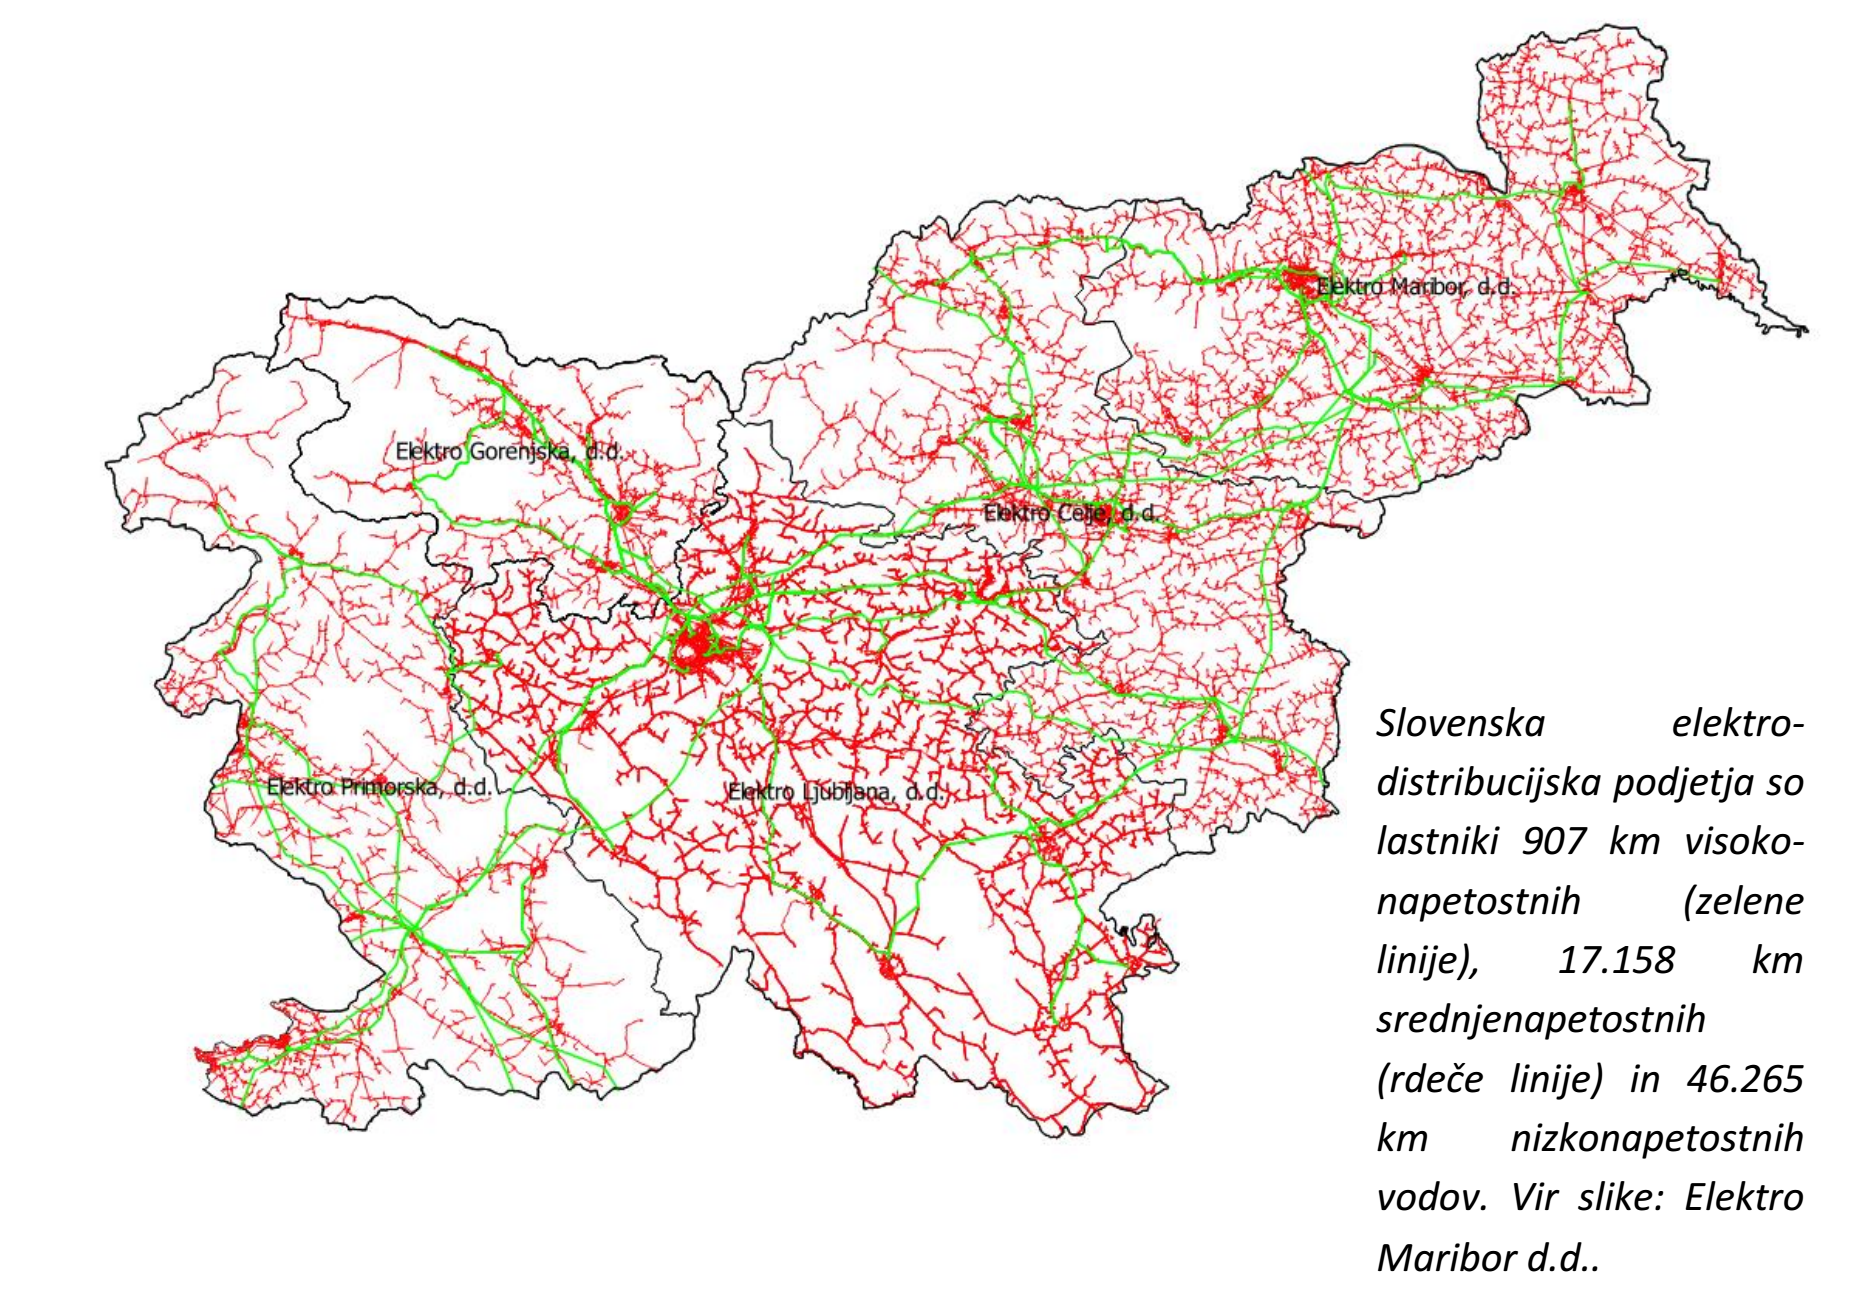 Elektro Maribor, d.d.
Elektro Gorenjska, d.d.
Elektro Celje, d.d.
Elektro Primorska, d.d.
Elektro Ljubljana, d.d.
Slovenska elektro-
distribucijska podjetja so
lastniki 907 km visoko-
napetostnih (zelene
linije), 17.158 km
srednjenapetostnih
(rdeče linije) in 46.265
km nizkonapetostnih
vodov. Vir slike: Elektro
Maribor d.d..